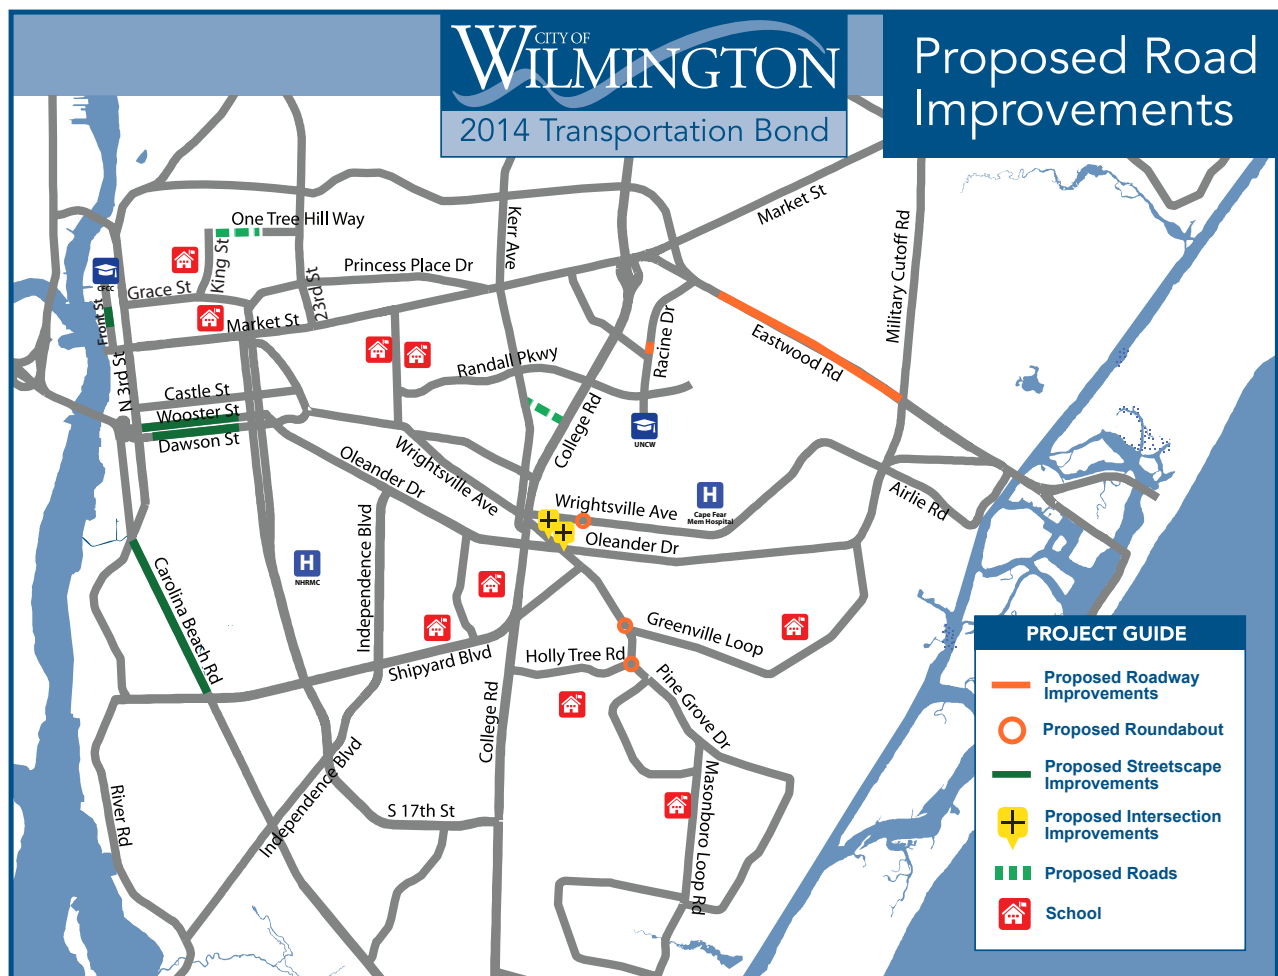 CITY OF
WILMINGTON
2014 Transportation Bond
Proposed Road
Improvements
One Tree Hill Way
King St
Grace St
CFCC
Front St
N 3rd St
23rd St
Princess Place Dr
Market St
Kerr Ave
Market St
Military Cutoff Rd
Eastwood Rd
Racine Dr
Randall Pkwy
College Rd
UNCW
Castle St
Wooster St
Dawson St
Wrightsville Ave
Oleander Dr
Wrightsville Ave
Cape Fear
Mem Hospital
Oleander Dr
Airlie Rd
Independence Blvd
NHRMC
Carolina Beach Rd
Shipyard Blvd
Holly Tree Rd
Greenville Loop
Pine Grove Dr
College Rd
Masonboro Loop Rd
Independence Blvd
S 17th St
River Rd
H
H
PROJECT GUIDE
Proposed Roadway
Improvements
Proposed Roundabout
Proposed Streetscape
Improvements
Proposed Intersection
Improvements
Proposed Roads
School